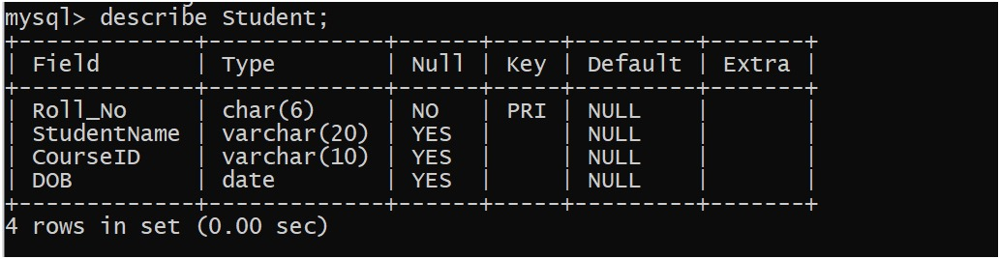 mysql> describe Student;
+-------------+-------------+------+-----+---------+-------+
| Field       | Type        | Null | Key | Default | Extra |
+-------------+-------------+------+-----+---------+-------+
| Roll_No     | char(6)     | NO   | PRI | NULL    |       |
| StudentName | varchar(20) | YES  |     | NULL    |       |
| CourseID    | varchar(10) | YES  |     | NULL    |       |
| DOB         | date        | YES  |     | NULL    |       |
+-------------+-------------+------+-----+---------+-------+
4 rows in set (0.00 sec)